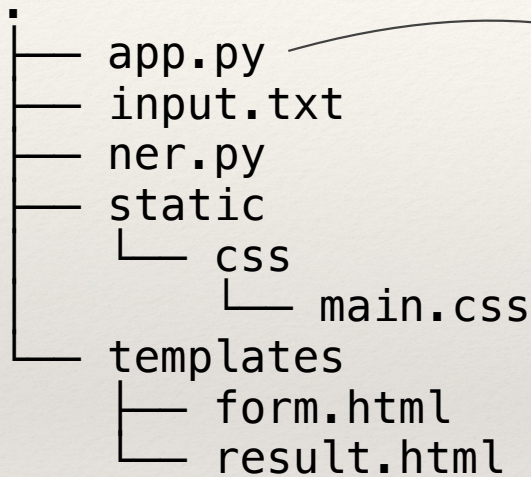 .
├── app.py
├── input.txt
├── ner.py
├── static
│   └── css
│       └── main.css
└── templates
    ├── form.html
    └── result.html